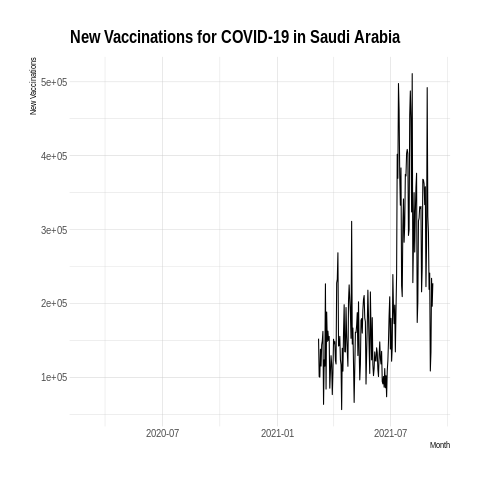 New Vaccinations for COVID-19 in Saudi Arabia
New Vaccinations
5e+05
4e+05
3e+05
2e+05
1e+05
2020-07
2021-01
2021-07
Month